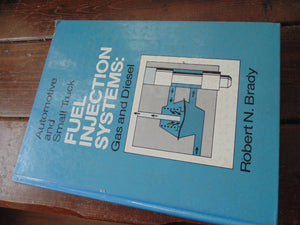 Automotive
and
Small Truck
FUEL
INJECTION
SYSTEMS:
Gas and Diesel
Robert N. Brady